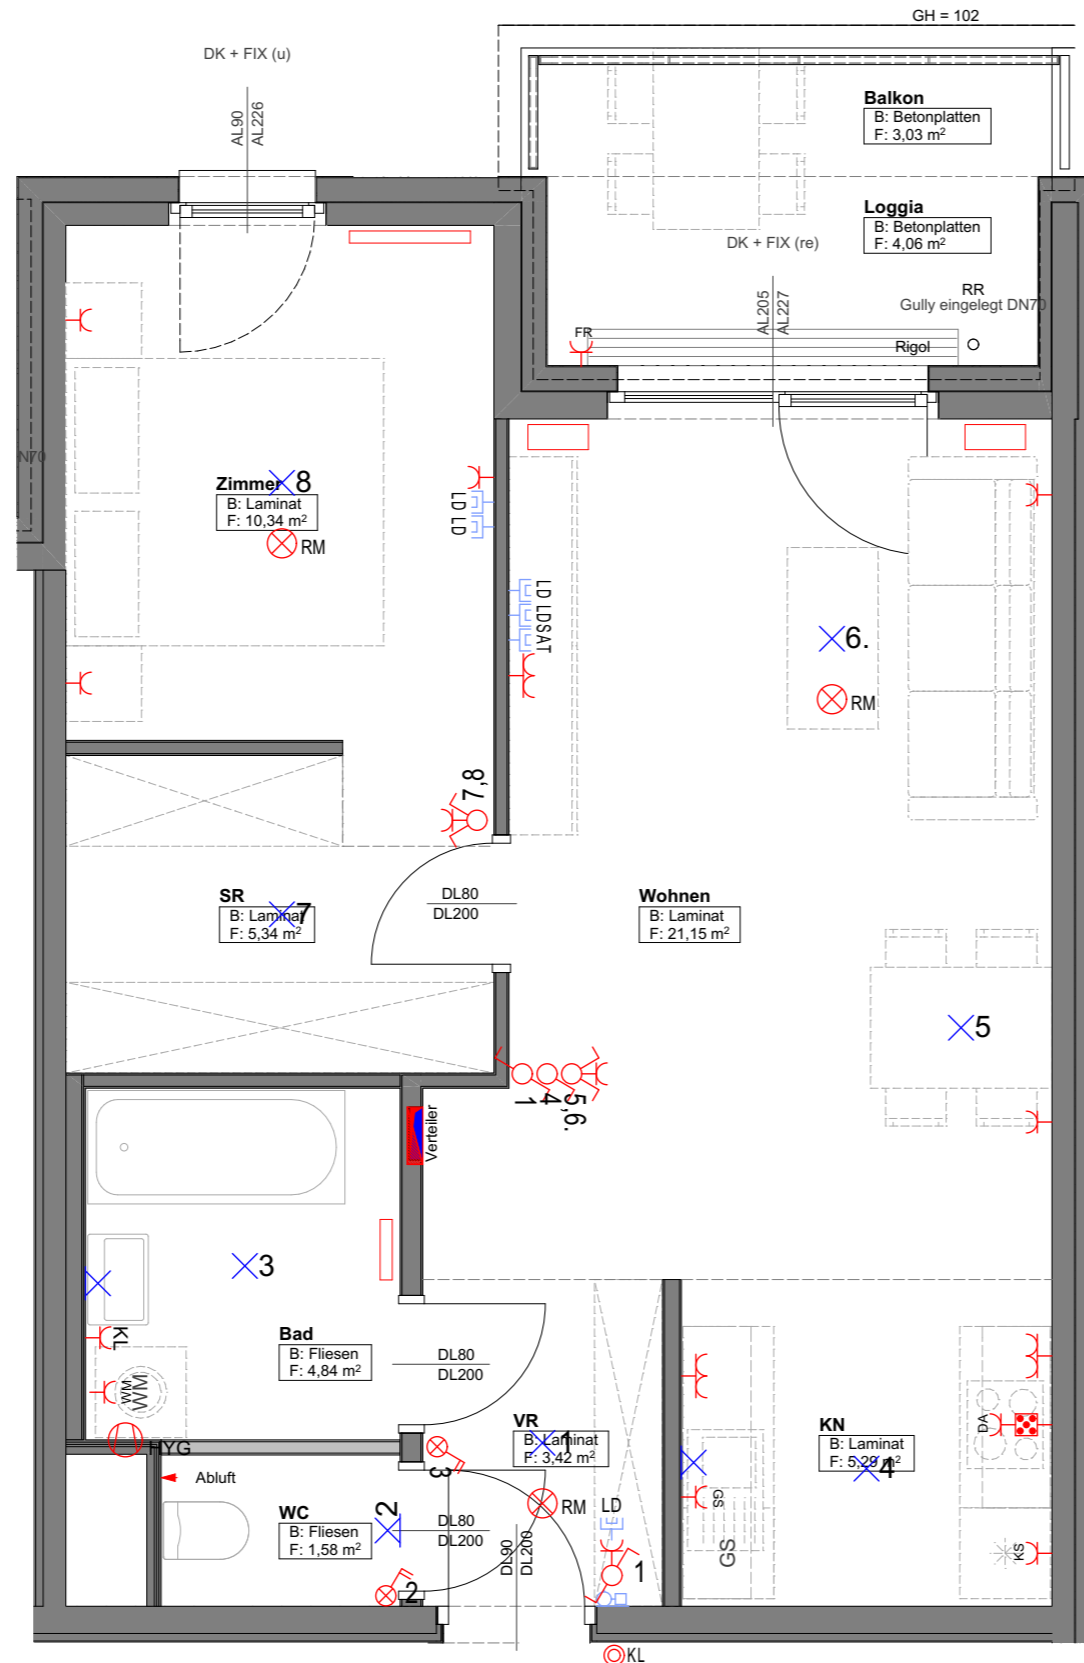 GH = 102
DK + FIX (u)
AL90
AL226
Balkon
B: Betonplatten
F: 3,03 m²
Loggia
B: Betonplatten
F: 4,06 m²
DK + FIX (re)
AL205
AL227
RR
Gully eingelegt DN70
FR
Rigol
N70
Zimmer
8
B: Laminat
F: 10,34 m²
RM
LD LD
LD LD SAT
6.
RM
7,8
SR
B: Laminat
F: 5,34 m²
7
DL80
DL200
Wohnen
B: Laminat
F: 21,15 m²
5
1
4
5,6.
Verteiler
3
KL
Bad
B: Fliesen
F: 4,84 m²
DL80
DL200
WM
WM
HYG
Abluft
3
VR
B: Laminat
F: 3,42 m²
1
KN
B: Laminat
F: 5,29 m²
4
DA
GS
GS
KS
WC
B: Fliesen
F: 1,58 m²
2
DL80
DL200
DL90
DL200
RM
LD
1
2
KL